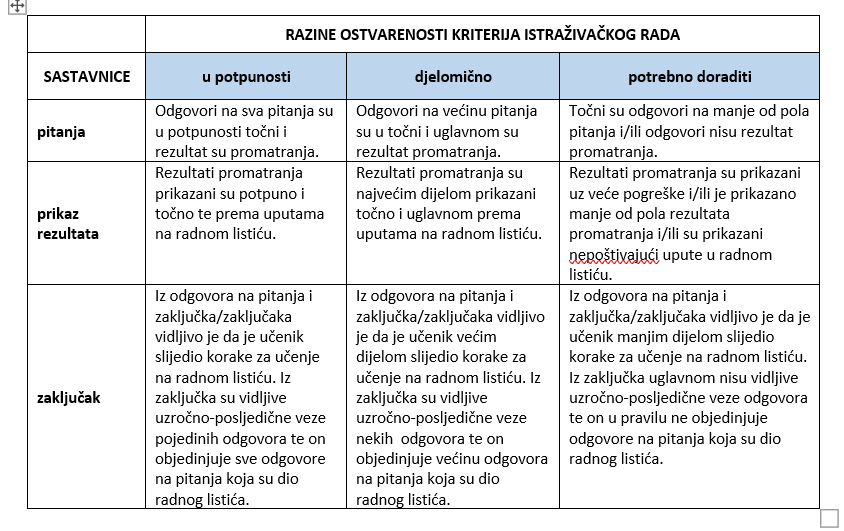 RAZINE OSTVARENOSTI KRITERIJA ISTRAŽIVAČKOG RADA
SASTAVNICE
u potpunosti
djelomično
potrebno doraditi
pitanja
Odgovori na sva pitanja su
u potpunosti točni i
rezultat su promatranja.
Odgovori na većinu pitanja
su u točni i uglavnom su
rezultat promatranja.
Točni su odgovori na manje od pola
pitanja i/ili odgovori nisu rezultat
promatranja.
prikaz
rezultata
Rezultati promatranja
prikazani su potpuno i
točno te prema uputama
na radnom listiću.
Rezultati promatranja su
najvećim dijelom prikazani
točno i uglavnom prema
uputama na radnom listiću.
Rezultati promatranja su prikazani
uz veće pogreške i/ili je prikazano
manje od pola rezultata
promatranja i/ili su prikazani
nepoštivajući upute u radnom
listiću.
zaključak
Iz odgovora na pitanja i
zaključka/zaključaka
vidljivo je da je učenik
slijedio korake za učenje
na radnom listiću. Iz
zaključka su vidljive
uzročno-posljedične veze
pojedinih odgovora te on
objedinjuje sve odgovore
na pitanja koja su dio
radnog listića.
Iz odgovora na pitanja i
zaključka/zaključaka vidljivo
je da je učenik većim
dijelom slijedio korake za
učenje na radnom listiću. Iz
zaključka su vidljive
uzročno-posljedične veze
nekih odgovora te on
objedinjuje većinu odgovora
na pitanja koja su dio
radnog listića.
Iz odgovora na pitanja i
zaključka/zaključaka vidljivo je da je
učenik manjim dijelom slijedio
korake za učenje na radnom listiću.
Iz zaključka uglavnom nisu vidljive
uzročno-posljedične veze odgovora
te on u pravilu ne objedinjuje
odgovore na pitanja koja su dio
radnog listića.